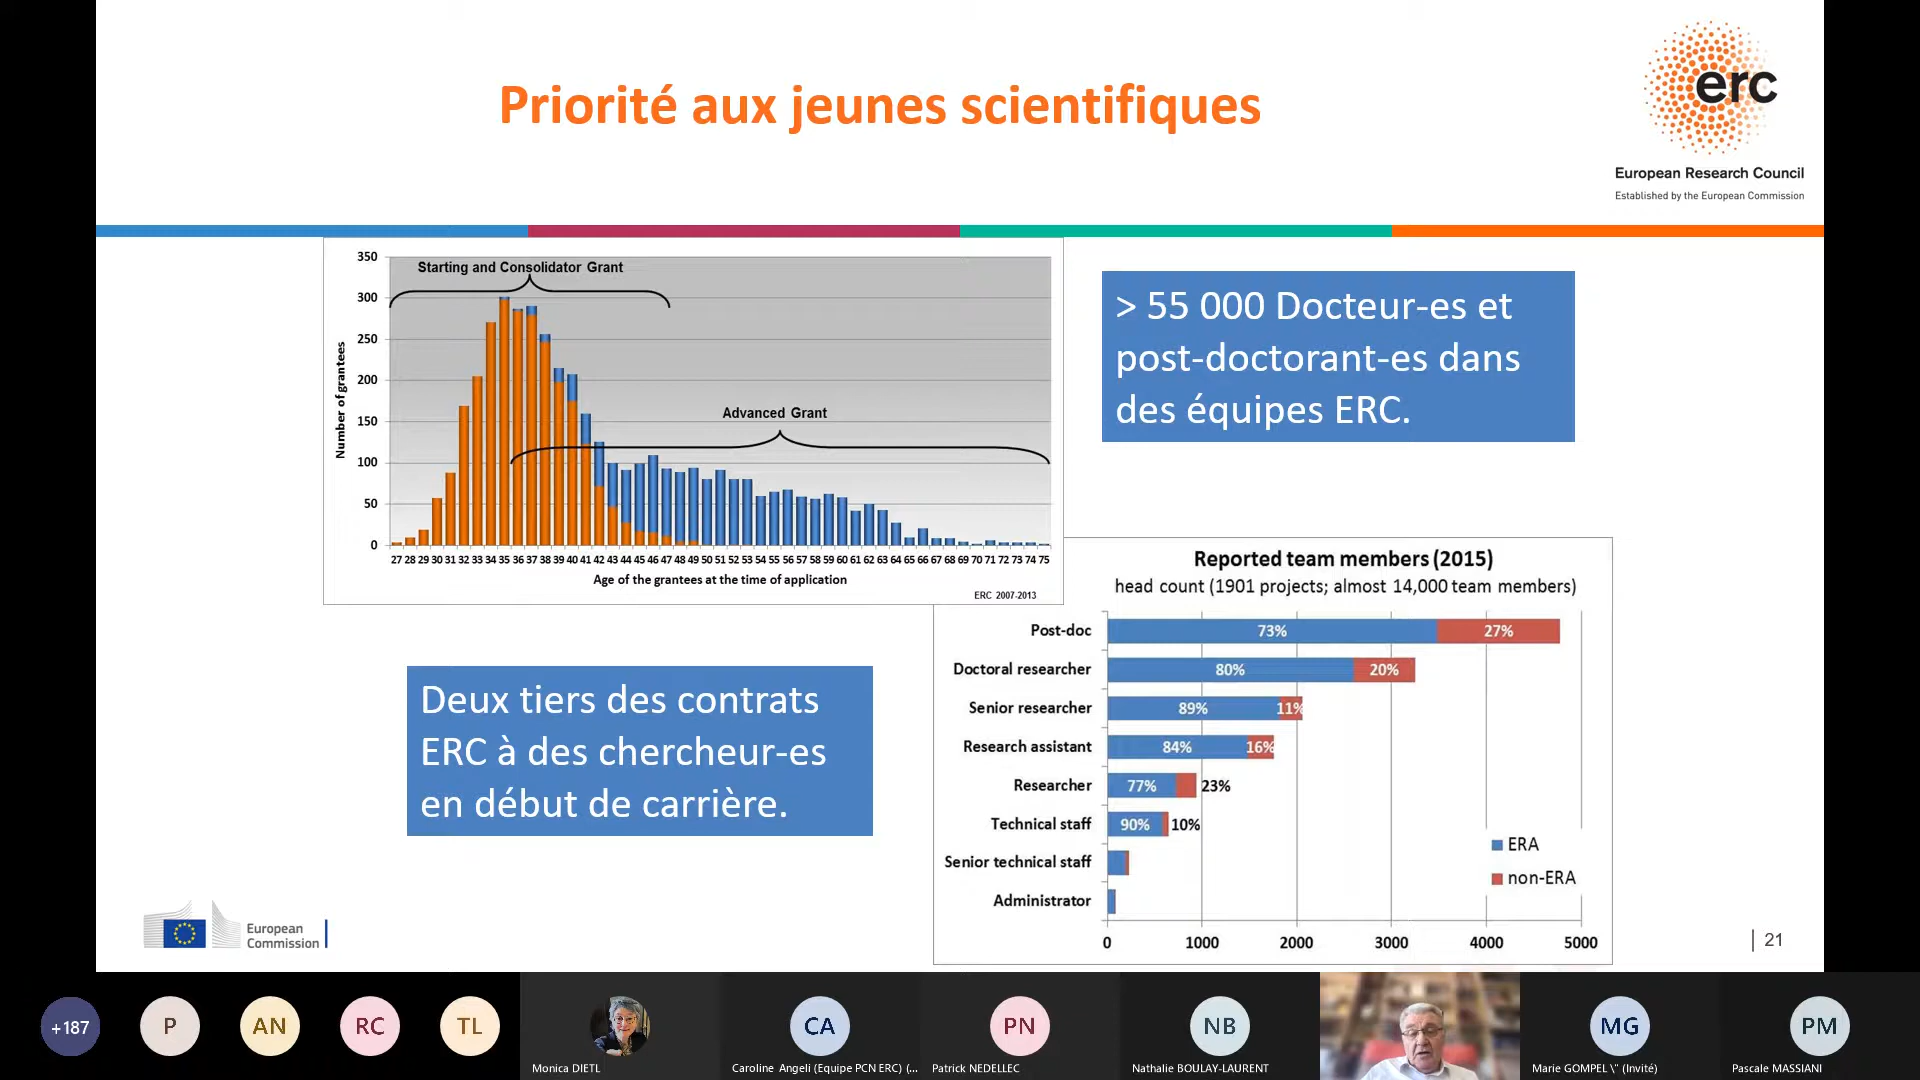 Priorité aux jeunes scientifiques
erc
European Research Council
Established by the European Commission
350
300
250
200
150
100
50
0
Number of grantees
Starting and Consolidator Grant
Advanced Grant
27 28 29 30 31 32 33 34 35 36 37 38 39 40 41 42 43 44 45 46 47 48 49 50 51 52 53 54 55 56 57 58 59 60 61 62 63 64 65 66 67 68 69 70 71 72 73 74 75
Age of the grantees at the time of application
ERC 2007-2013
> 55 000 Docteur-es et
post-doctorant-es dans
des équipes ERC.
Deux tiers des contrats
ERC à des chercheur-es
en début de carrière.
Reported team members (2015)
head count (1901 projects; almost 14,000 team members)
Post-doc 73% 27%
Doctoral researcher 80% 20%
Senior researcher 89% 11%
Research assistant 84% 16%
Researcher 77% 23%
Technical staff 90% 10%
Senior technical staff
Administrator
ERA
non-ERA
0 1000 2000 3000 4000 5000
European
Commission
21
+187
P
AN
RC
TL
Monica DIETL
CA
Caroline Angeli (Equipe PCN ERC) (...
PN
Patrick NEDELLEC
NB
Nathalie BOULAY-LAURENT
MG
Marie GOMPEL \" (Invité)
PM
Pascale MASSIANI